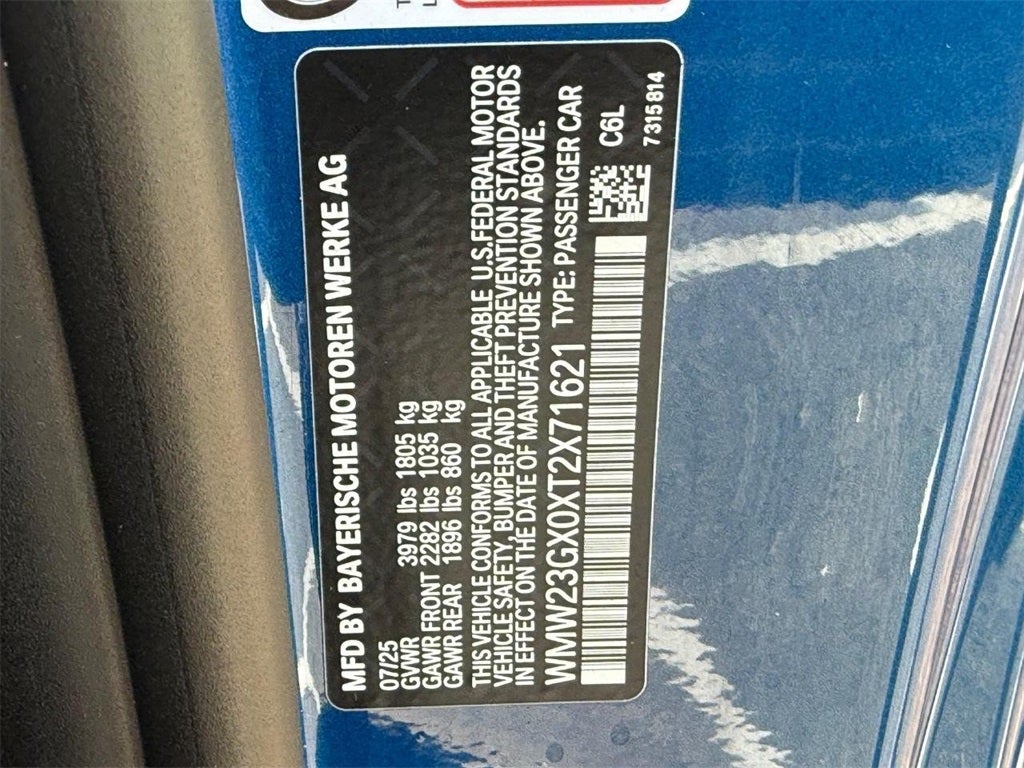 MFD BY BAYERISCHE MOTOREN WERKE AG
07/25
GVWR 3979 lbs 1805 kg
GAWR FRONT 2282 lbs 1035 kg
GAWR REAR 1896 lbs 860 kg
THIS VEHICLE CONFORMS TO ALL APPLICABLE U.S.FEDERAL MOTOR
VEHICLE SAFETY, BUMPER AND THEFT PREVENTION STANDARDS
IN EFFECT ON THE DATE OF MANUFACTURE SHOWN ABOVE.
WMW23GX0XT2X71621 TYPE: PASSENGER CAR
C6L
7315814